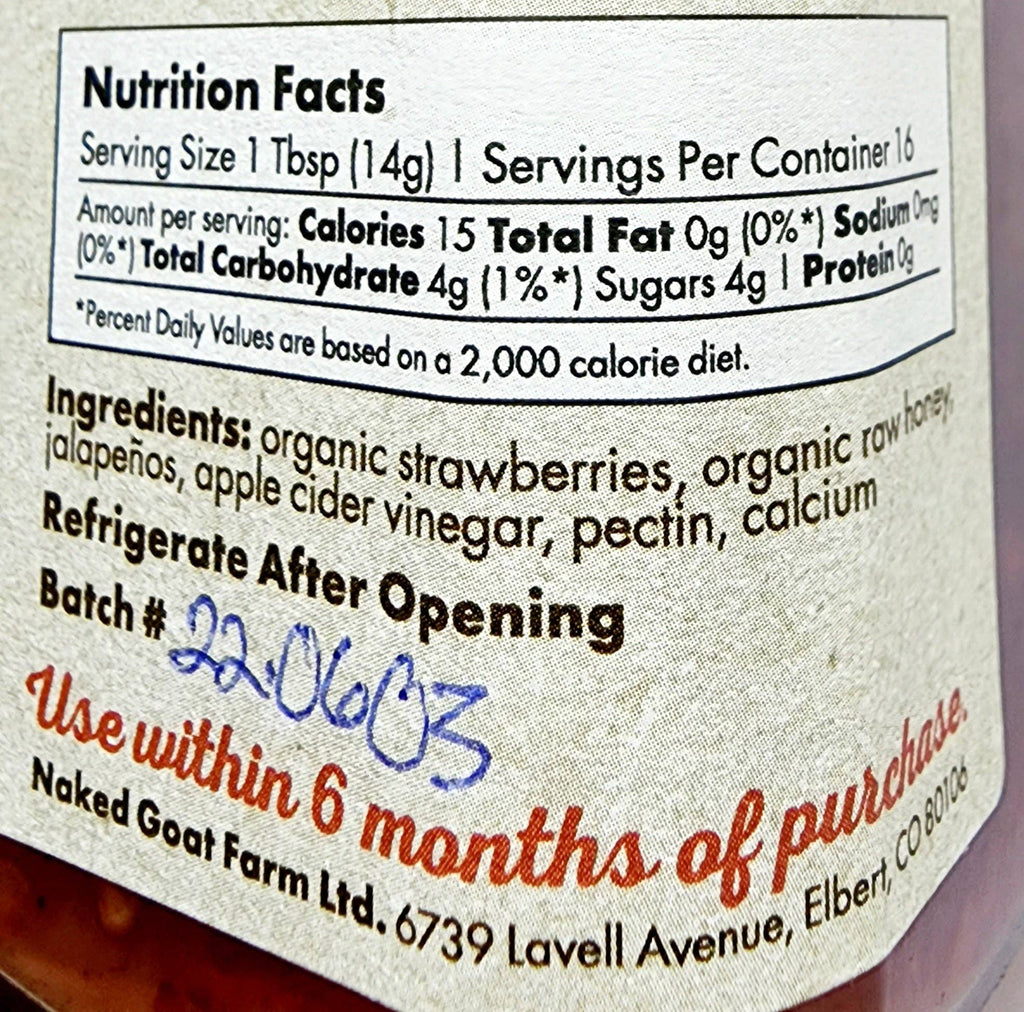 Nutrition Facts
Serving Size 1 Tbsp (14g) | Servings Per Container 16
Amount per serving: Calories 15 Total Fat 0g (0%*) Sodium 0mg
(0%*) Total Carbohydrate 4g (1%*) Sugars 4g | Protein 0g
*Percent Daily Values are based on a 2,000 calorie diet.
Ingredients: organic strawberries, organic raw honey,
jalapeños, apple cider vinegar, pectin, calcium
Refrigerate After Opening
Batch # 22.0603
Use within 6 months of purchase.
Naked Goat Farm Ltd. 6739 Lavell Avenue, Elbert, CO 80106